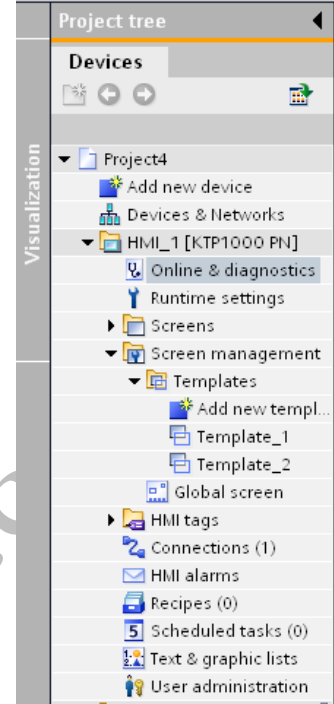 Project tree
Devices
Visualization
Project4
Add new device
Devices & Networks
HMI_1 [KTP1000 PN]
Online & diagnostics
Runtime settings
Screens
Screen management
Templates
Add new templ...
Template_1
Template_2
Global screen
HMI tags
Connections (1)
HMI alarms
Recipes (0)
Scheduled tasks (0)
Text & graphic lists
User administration